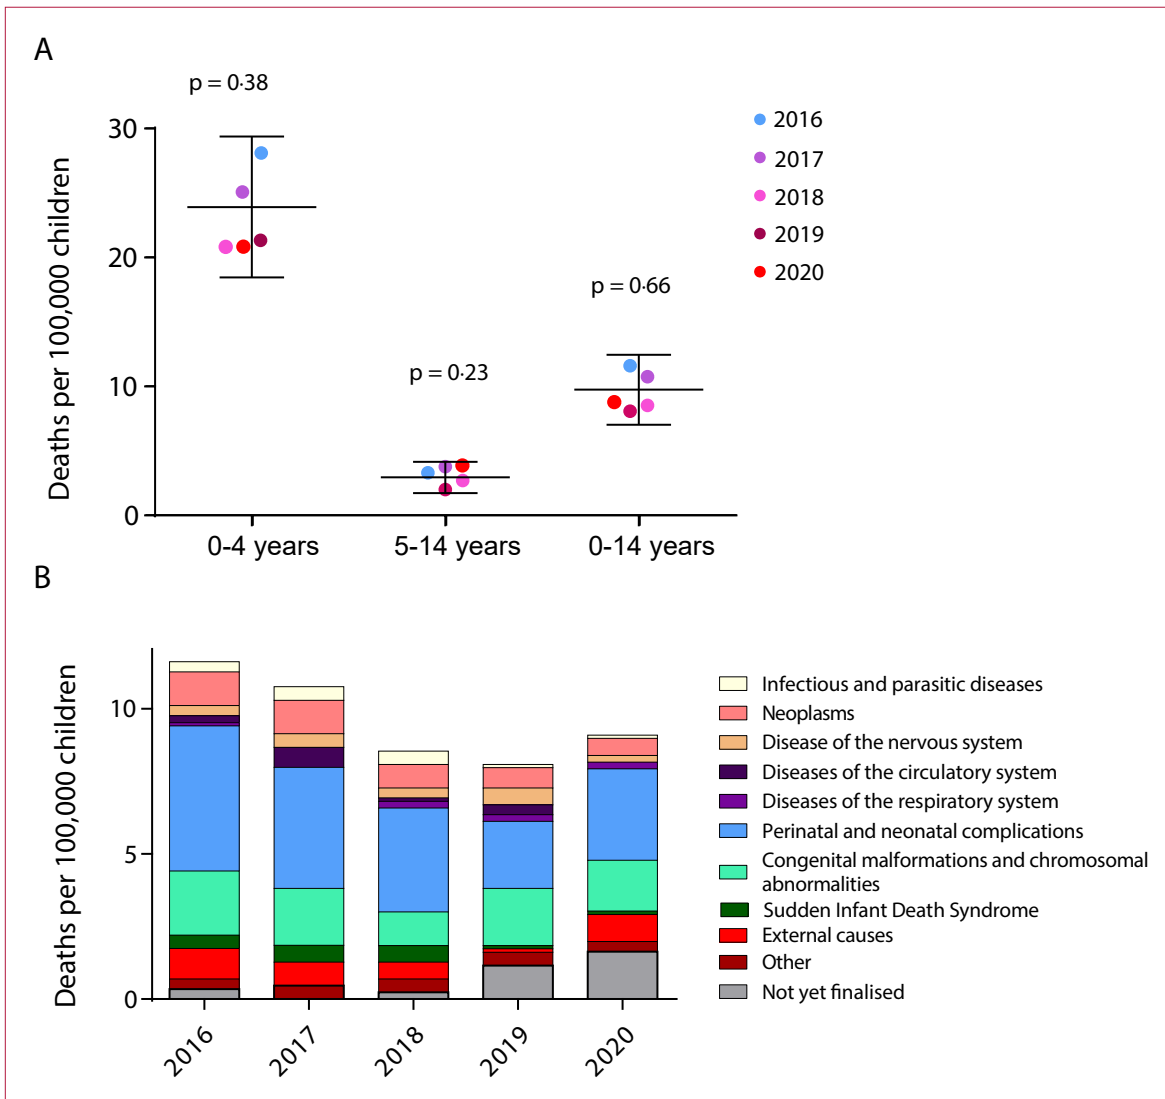 A
p = 0·38
30
20
10
0
Deaths per 100,000 children
p = 0·23
p = 0·66
2016
2017
2018
2019
2020
0-4 years
5-14 years
0-14 years
B
Deaths per 100,000 children
10
5
0
2016
2017
2018
2019
2020
Infectious and parasitic diseases
Neoplasms
Disease of the nervous system
Diseases of the circulatory system
Diseases of the respiratory system
Perinatal and neonatal complications
Congenital malformations and chromosomal
abnormalities
Sudden Infant Death Syndrome
External causes
Other
Not yet finalised